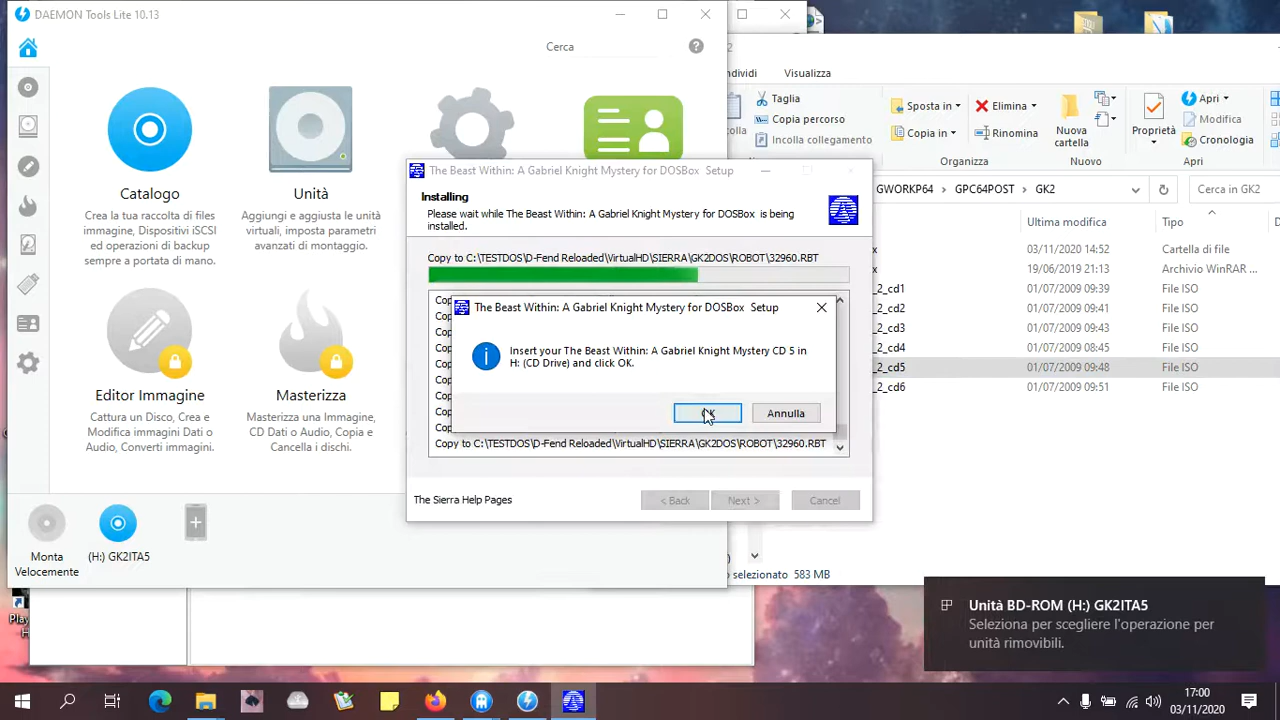 DAEMON Tools Lite 10.13
Cerca
Catalogo
Crea la tua raccolta di files
immagine, Dispositivi iSCSI
ed operazioni di backup
sempre a portata di mano.
Unità
Aggiungi e aggiusta le unità
virtuali, imposta parametri
avanzati di montaggio.
Editor Immagine
Cattura un Disco, Crea e
Modifica immagini Dati e
Audio, Converti immagini.
Masterizza
Masterizza una Immagine,
CD Dati o Audio, Copia e
Cancella i dischi.
Monta
Velocemente
(H:) GK2ITA5
The Beast Within: A Gabriel Knight Mystery for DOSBox Setup
Installing
Please wait while The Beast Within: A Gabriel Knight Mystery for DOSBox is being
installed.
Copy to C:\TESTDOS\D-Fend Reloaded\VirtualHD\SIERRA\GK2DOS\ROBOT\32960.RBT
The Beast Within: A Gabriel Knight Mystery for DOSBox Setup
Insert your The Beast Within: A Gabriel Knight Mystery CD 5 in
H: (CD Drive) and click OK.
Annulla
Copy to C:\TESTDOS\D-Fend Reloaded\VirtualHD\SIERRA\GK2DOS\ROBOT\32960.RBT
The Sierra Help Pages
< Back
Next >
Cancel
Visualizza
Taglia
Copia percorso
Incolla collegamento
Sposta in
Copia in
Elimina
Rinomina
Organizza
Nuova
cartella
Nuovo
Proprietà
Apri
Modifica
Cronologia
Apri
GWORKP64 > GPC64POST > GK2
Cerca in GK2
Ultima modifica
Tipo
03/11/2020 14:52 Cartella di file
19/06/2019 21:13 Archivio WinRAR ...
_2_cd1 01/07/2009 09:39 File ISO
_2_cd2 01/07/2009 09:43 File ISO
_2_cd3 01/07/2009 09:43 File ISO
_2_cd4 01/07/2009 08:45 File ISO
_2_cd5 01/07/2009 09:48 File ISO
_2_cd6 01/07/2009 09:51 File ISO
selezionato 583 MB
Unità BD-ROM (H:) GK2ITA5
Seleziona per scegliere l'operazione per
unità rimovibili.
17:00
03/11/2020